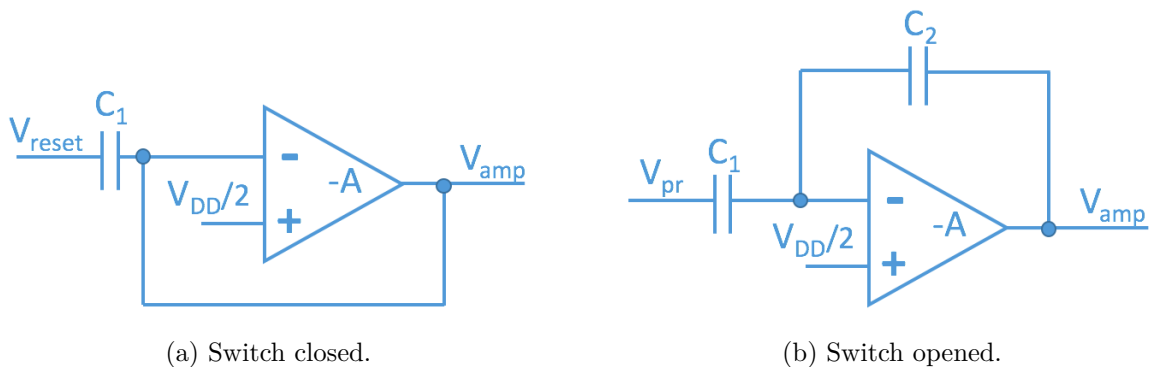 C1
Vreset
-
-A
VDD/2
+
Vamp
(a) Switch closed.
C2
C1
Vpr
-
-A
VDD/2
+
Vamp
(b) Switch opened.